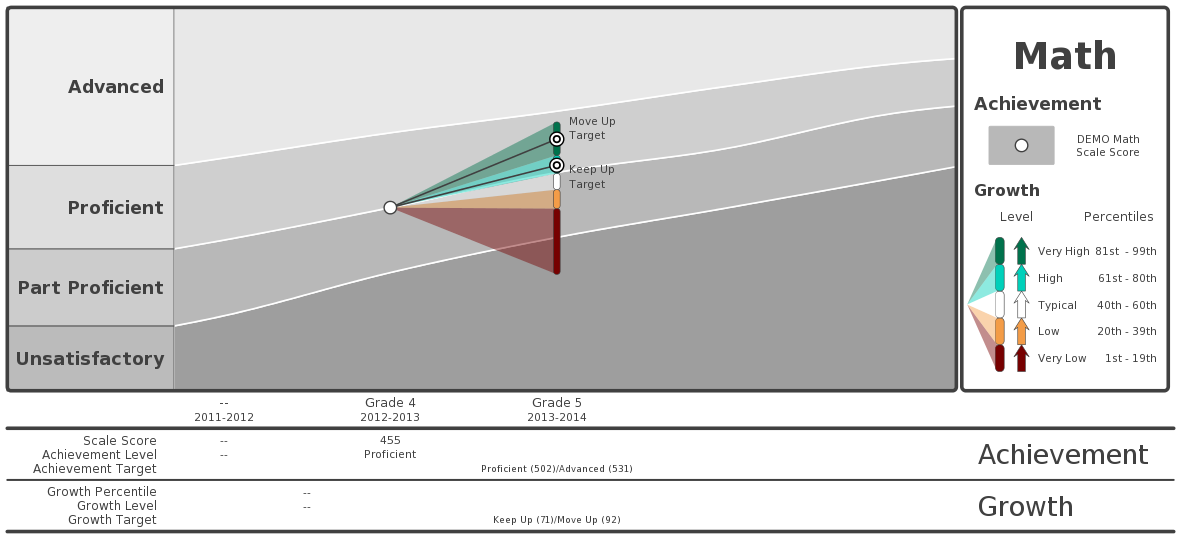 Advanced
Proficient
Part Proficient
Unsatisfactory
Move Up
Target
Keep Up
Target
Math
Achievement
DEMO Math
Scale Score
Growth
Level Percentiles
Very High 81st - 99th
High 61st - 80th
Typical 40th - 60th
Low 20th - 39th
Very Low 1st - 19th
-- Grade 4 Grade 5
2011-2012 2012-2013 2013-2014
Scale Score -- 455
Achievement Level -- Proficient
Achievement Target Proficient (502)/Advanced (531)
Achievement
Growth Percentile --
Growth Level --
Growth Target Keep Up (71)/Move Up (92)
Growth